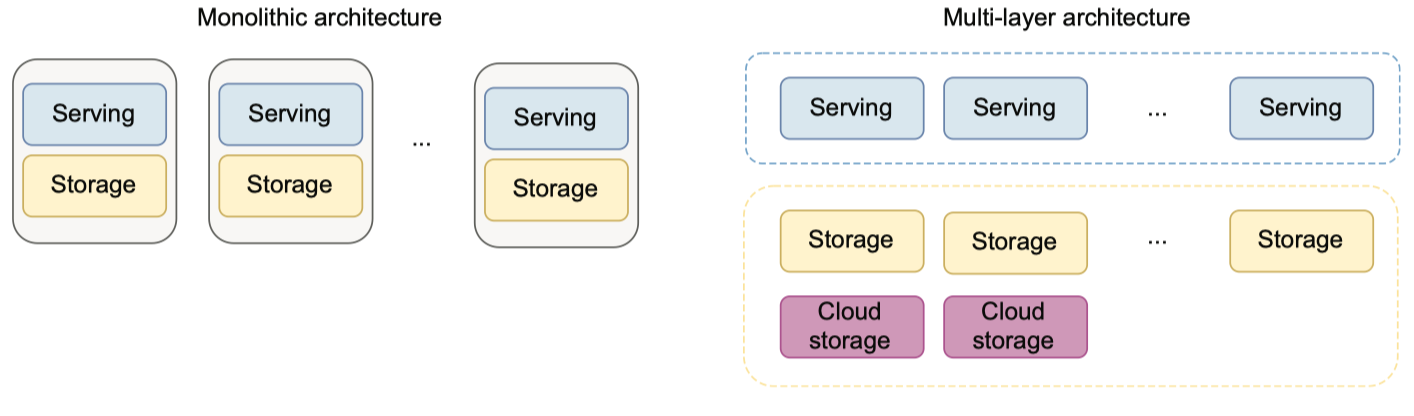 Monolithic architecture
Serving
Storage
Serving
Storage
...
Serving
Storage
Multi-layer architecture
Serving
Serving
...
Serving
Storage
Storage
...
Storage
Cloud
storage
Cloud
storage